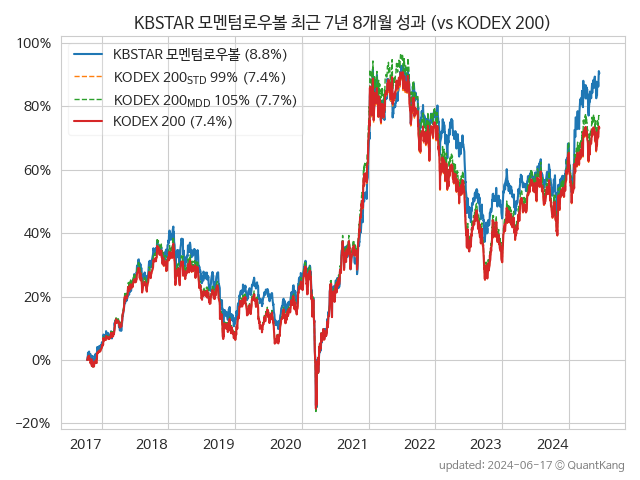 KBSTAR 모멘텀로우볼 최근 7년 8개월 성과 (vs KODEX 200)
100%
80%
60%
40%
20%
0%
−20%
KBSTAR 모멘텀로우볼 (8.8%)
KODEX 200STD 99% (7.4%)
KODEX 200MDD 105% (7.7%)
KODEX 200 (7.4%)
2017 2018 2019 2020 2021 2022 2023 2024
updated: 2024-06-17 © QuantKang